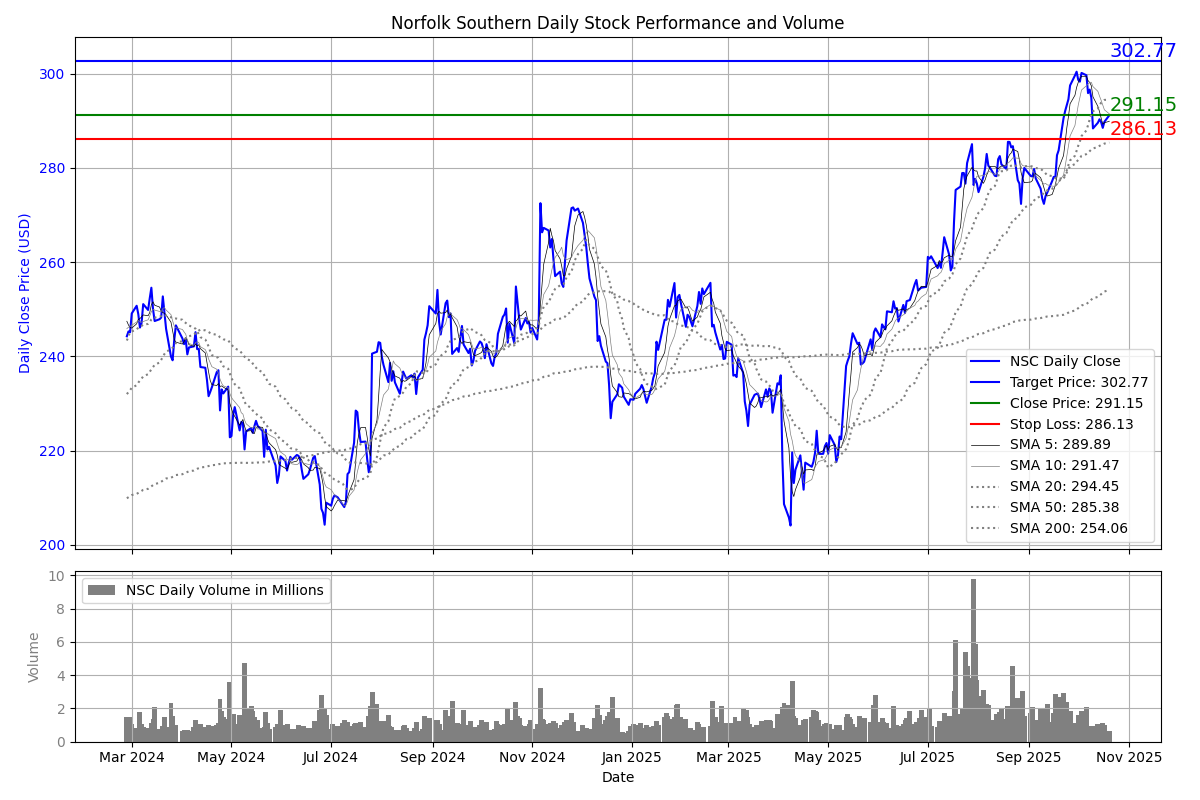 Norfolk Southern Daily Stock Performance and Volume
Daily Close Price (USD)
300
280
260
240
220
200
302.77
291.15
286.13
NSC Daily Close
Target Price: 302.77
Close Price: 291.15
Stop Loss: 286.13
SMA 5: 289.89
SMA 10: 291.47
SMA 20: 294.45
SMA 50: 285.38
SMA 200: 254.06
Volume
10
8
6
4
2
0
NSC Daily Volume in Millions
Mar 2024 May 2024 Jul 2024 Sep 2024 Nov 2024 Jan 2025 Mar 2025 May 2025 Jul 2025 Sep 2025 Nov 2025
Date